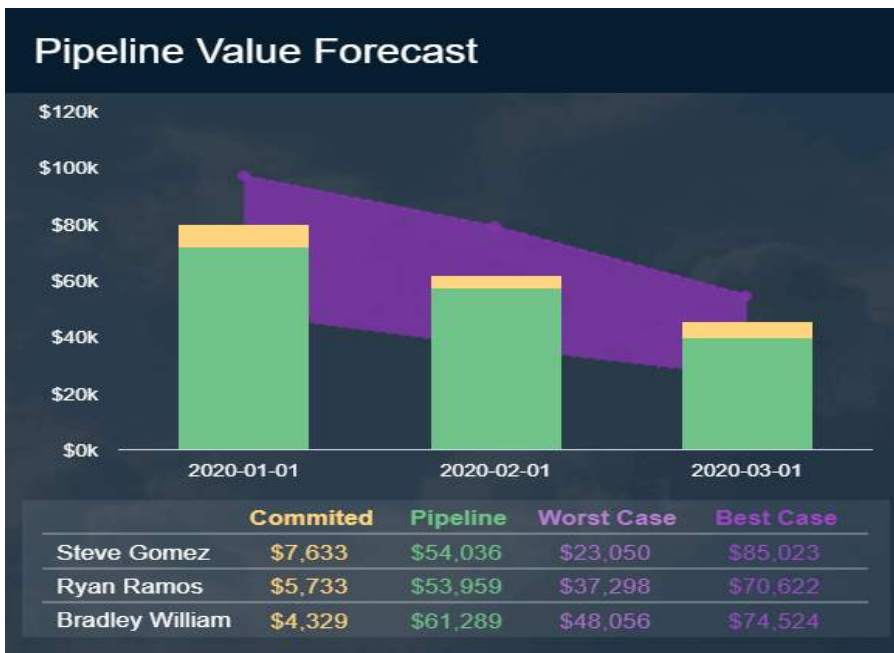 Pipeline Value Forecast
$120k
$100k
$80k
$60k
$40k
$20k
$0k
2020-01-01 2020-02-01 2020-03-01
Commited Pipeline Worst Case Best Case
Steve Gomez $7,633 $54,036 $23,050 $85,023
Ryan Ramos $5,733 $53,959 $37,298 $70,622
Bradley William $4,329 $61,289 $48,056 $74,524